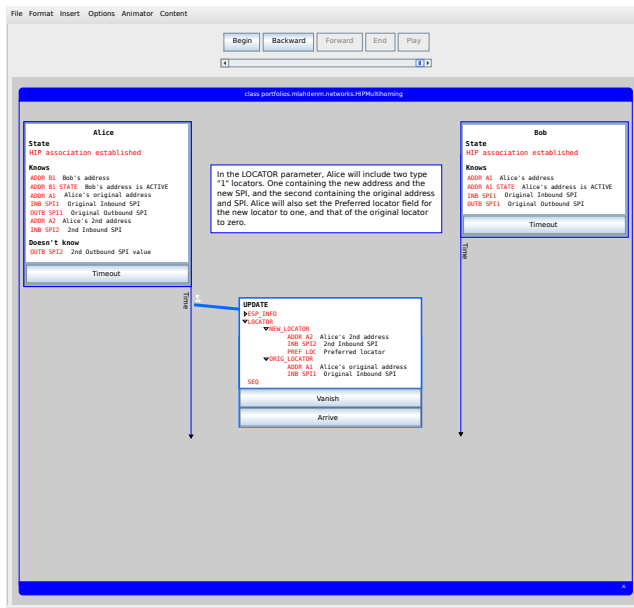 File Format Insert Options Animator Content
Begin Backward Forward End Play
class portfolios.mlahdenm.networks.HIPMultihoming
Alice
State
HIP association established
Knows
ADDR B1 Bob's address
ADDR B1 STATE Bob's address is ACTIVE
ADDR A1 Alice's original address
INB SPI1 Original Inbound SPI
OUTB SPI1 Original Outbound SPI
ADDR A2 Alice's 2nd address
INB SPI2 2nd Inbound SPI
Doesn't know
OUTB SPI2 2nd Outbound SPI value
Timeout
Time
In the LOCATOR parameter, Alice will include two type
"1" locators. One containing the new address and the
new SPI, and the second containing the original address
and SPI. Alice will also set the Preferred locator field for
the new locator to one, and that of the original locator
to zero.
Bob
State
HIP association established
Knows
ADDR A1 Alice's address
ADDR A1 STATE Alice's address is ACTIVE
INB SPI1 Original Inbound SPI
OUTB SPI1 Original Outbound SPI
Timeout
Time
UPDATE
ESP_INFO
LOCATOR
NEW_LOCATOR
ADDR A2 Alice's 2nd address
INB SPI2 2nd Inbound SPI
PREF LOC Preferred locator
ORIG_LOCATOR
ADDR A1 Alice's original address
INB SPI1 Original Inbound SPI
SEQ
Vanish
Arrive